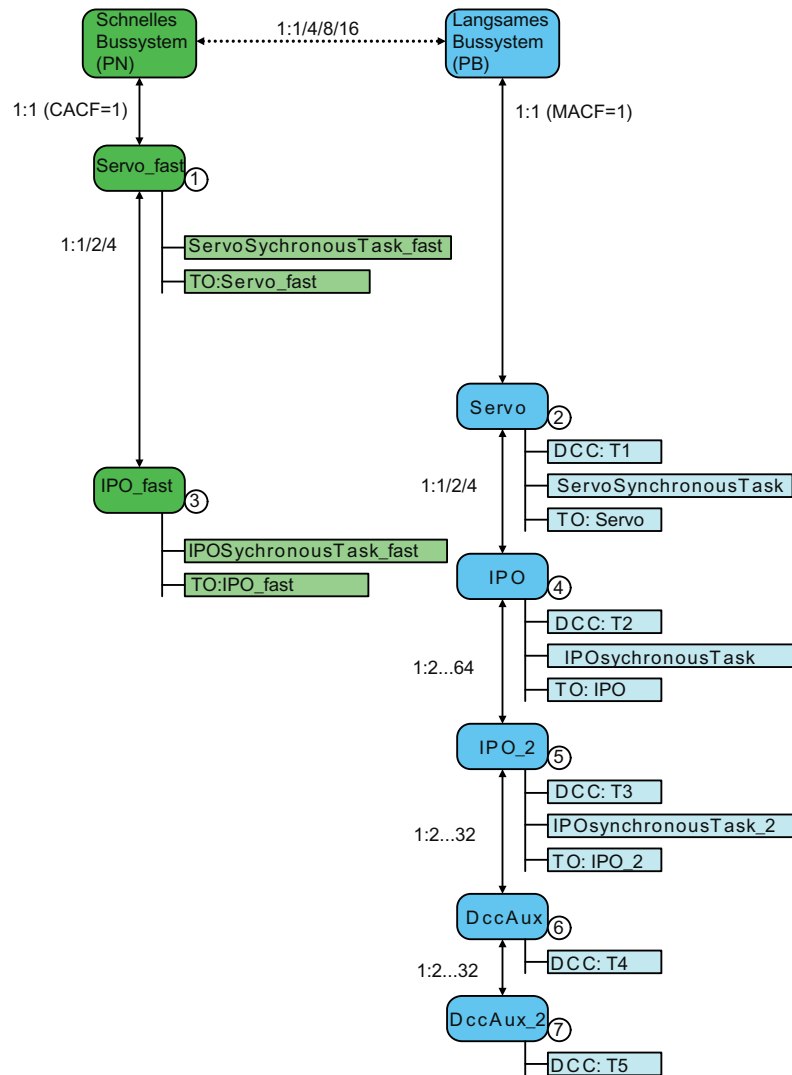 Schnelles
Bussystem
(PN)
1:1/4/8/16
Langsames
Bussystem
(PB)
1:1 (CACF=1)
1:1 (MACF=1)
Servo_fast
1
1:1/2/4
ServoSychronousTask_fast
TO:Servo_fast
Servo
2
DCC: T1
1:1/2/4
ServoSynchronousTask
TO: Servo
IPO_fast
3
IPOSychronousTask_fast
TO:IPO_fast
IPO
4
DCC: T2
1:2...64
IPOsychronousTask
TO: IPO
IPO_2
5
DCC: T3
1:2...32
IPOsynchronousTask_2
TO: IPO_2
DccAux
6
DCC: T4
1:2...32
DccAux_2
7
DCC: T5